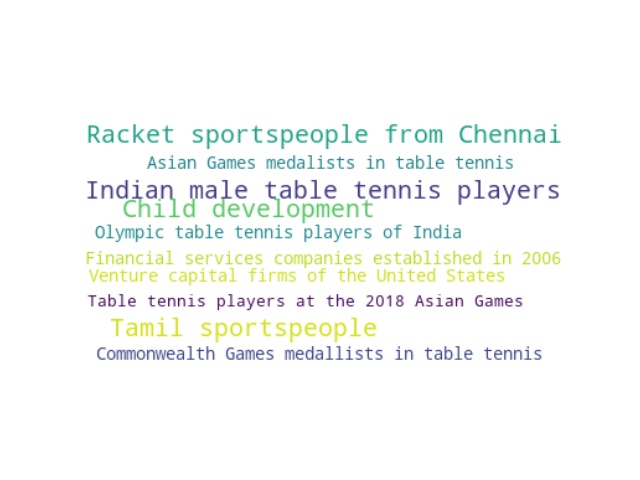 Racket sportspeople from Chennai
Asian Games medalists in table tennis
Indian male table tennis players
Child development
Olympic table tennis players of India
Financial services companies established in 2006
Venture capital firms of the United States
Table tennis players at the 2018 Asian Games
Tamil sportspeople
Commonwealth Games medallists in table tennis